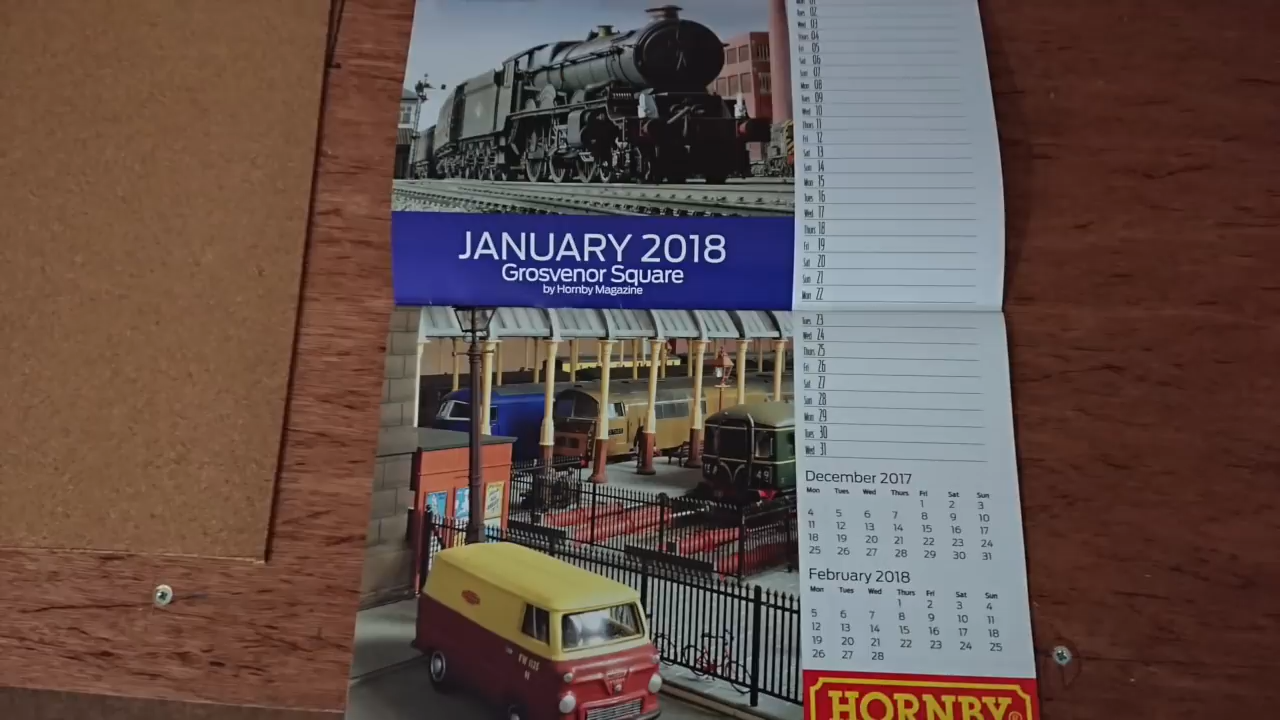 JANUARY 2018
Grosvenor Square
by Hornby Magazine
Tues 02
Wed 03
Thurs 04
Fri 05
Sat 06
Sun 07
Mon 08
Tues 09
Wed 10
Thurs 11
Fri 12
Sat 13
Sun 14
Mon 15
Tues 16
Wed 17
Thurs 18
Fri 19
Sat 20
Sun 21
Mon 22
Tues 23
Wed 24
Thurs 25
Fri 26
Sat 27
Sun 28
Mon 29
Tues 30
Wed 31
December 2017
Mon Tues Wed Thurs Fri Sat Sun
1 2 3
4 5 6 7 8 9 10
11 12 13 14 15 16 17
18 19 20 21 22 23 24
25 26 27 28 29 30 31
February 2018
Mon Tues Wed Thurs Fri Sat Sun
1 2 3 4
5 6 7 8 9 10 11
12 13 14 15 16 17 18
19 20 21 22 23 24 25
26 27 28
HORNBY®